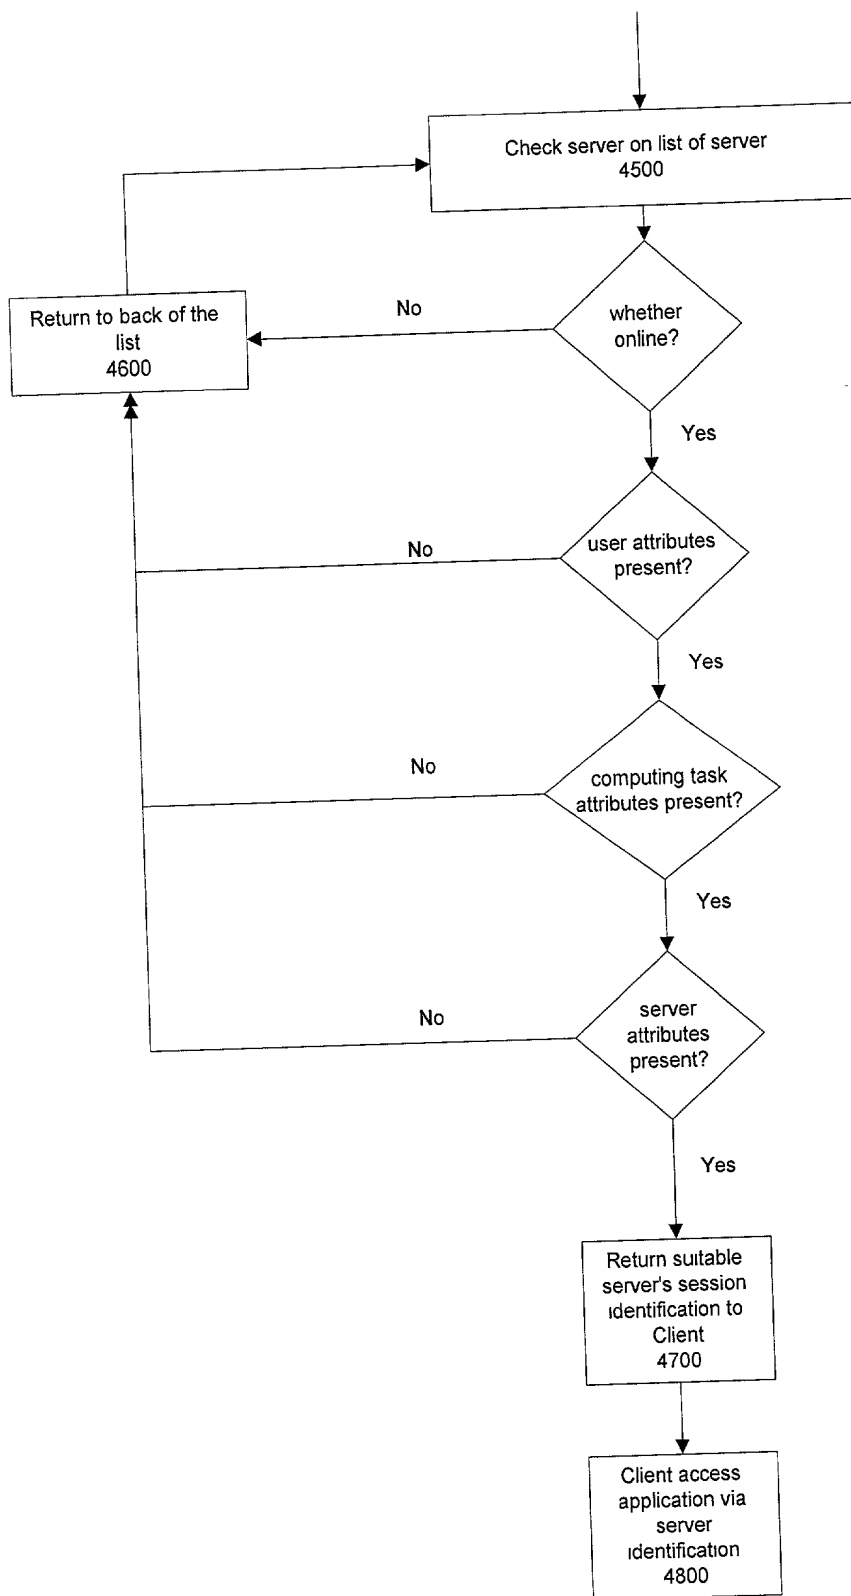 Check server on list of server
4500
Return to back of the
list
4600
No
whether
online?
Yes
No
user attributes
present?
Yes
No
computing task
attributes present?
Yes
No
server
attributes
present?
Yes
Return suitable
server's session
identification to
Client
4700
Client access
application via
server
identification
4800